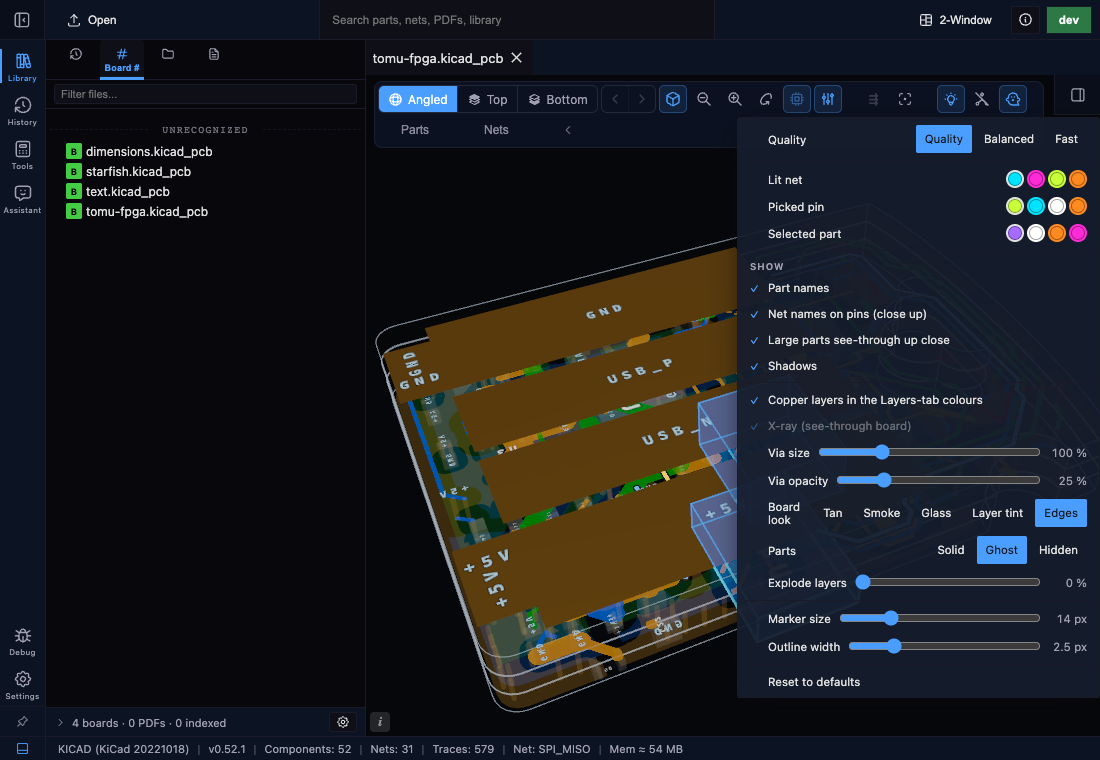 Open
Search parts, nets, PDFs, library
2-Window
dev
Library
History
Tools
Assistant
Debug
Settings
Board #
Filter files...
UNRECOGNIZED
B dimensions.kicad_pcb
B starfish.kicad_pcb
B text.kicad_pcb
B tomu-fpga.kicad_pcb
4 boards · 0 PDFs · 0 indexed
tomu-fpga.kicad_pcb
Angled
Top
Bottom
Parts
Nets
GND
GND
GND
USB_P
USB_N
+5
+5V
+5V
GND
GND
GND
Quality
Quality
Balanced
Fast
Lit net
Picked pin
Selected part
SHOW
Part names
Net names on pins (close up)
Large parts see-through up close
Shadows
Copper layers in the Layers-tab colours
X-ray (see-through board)
Via size
100 %
Via opacity
25 %
Board look
Tan
Smoke
Glass
Layer tint
Edges
Parts
Solid
Ghost
Hidden
Explode layers
0 %
Marker size
14 px
Outline width
2.5 px
Reset to defaults
KICAD (KiCad 20221018) | v0.52.1 | Components: 52 | Nets: 31 | Traces: 579 | Net: SPI_MISO | Mem ≈ 54 MB